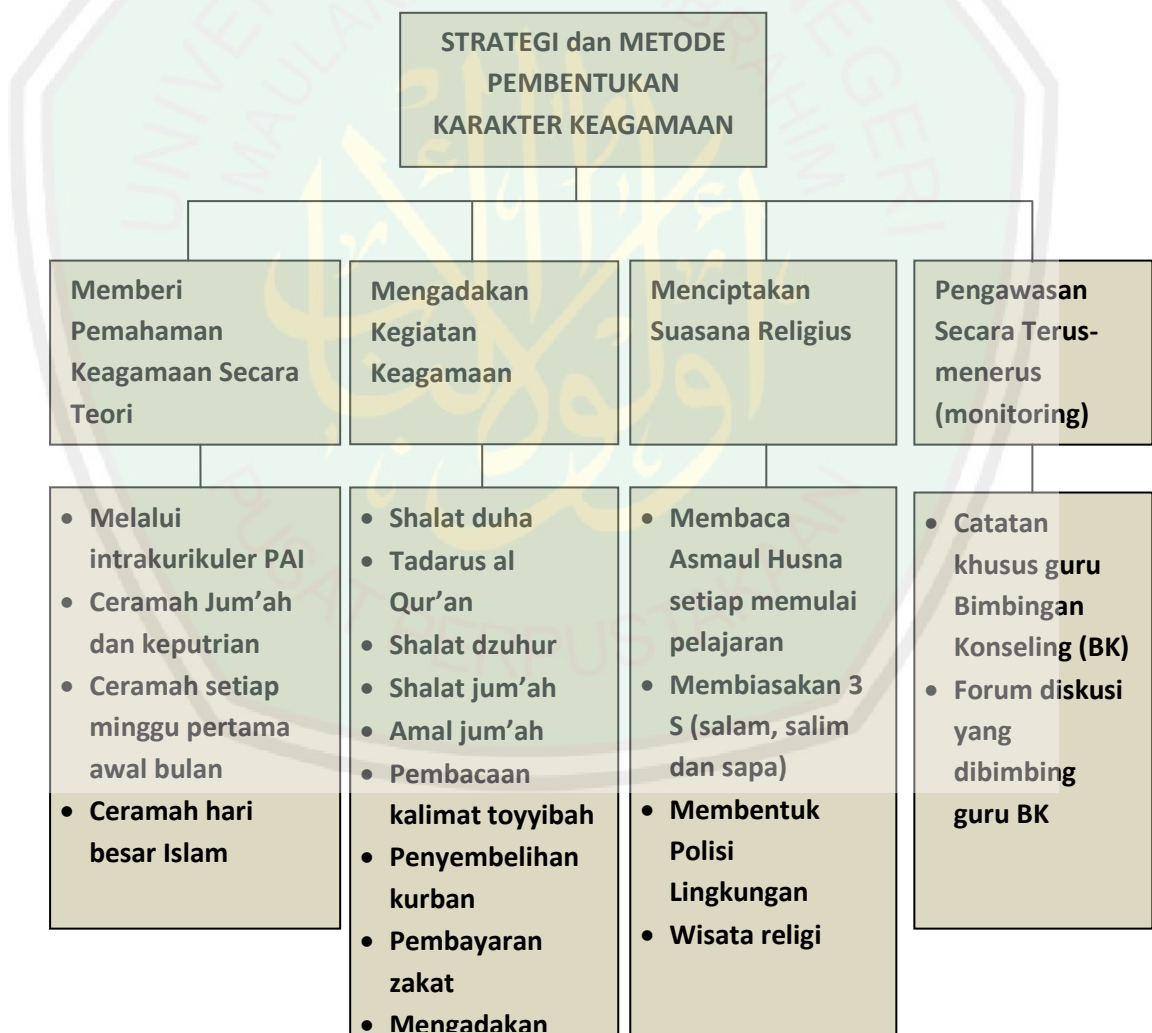 STRATEGI dan METODE
PEMBENTUKAN
KARAKTER KEAGAMAAN
Memberi
Pemahaman
Keagamaan Secara
Teori
Mengadakan
Kegiatan
Keagamaan
Menciptakan
Suasana Religius
Pengawasan
Secara Terus-
menerus
(monitoring)
• Melalui
intrakurikuler PAI
• Ceramah Jum’ah
dan keputrian
• Ceramah setiap
minggu pertama
awal bulan
• Ceramah hari
besar Islam
• Shalat duha
• Tadarus al
Qur’an
• Shalat dzuhur
• Shalat jum’ah
• Amal jum’ah
• Pembacaan
kalimat toyyibah
• Penyembelihan
kurban
• Pembayaran
zakat
• Mengadakan
• Membaca
Asmaul Husna
setiap memulai
pelajaran
• Membiasakan 3
S (salam, salim
dan sapa)
• Membentuk
Polisi
Lingkungan
• Wisata religi
• Catatan
khusus guru
Bimbingan
Konseling (BK)
• Forum diskusi
yang
dibimbing
guru BK
PUSAT PERPUSTAKAAN